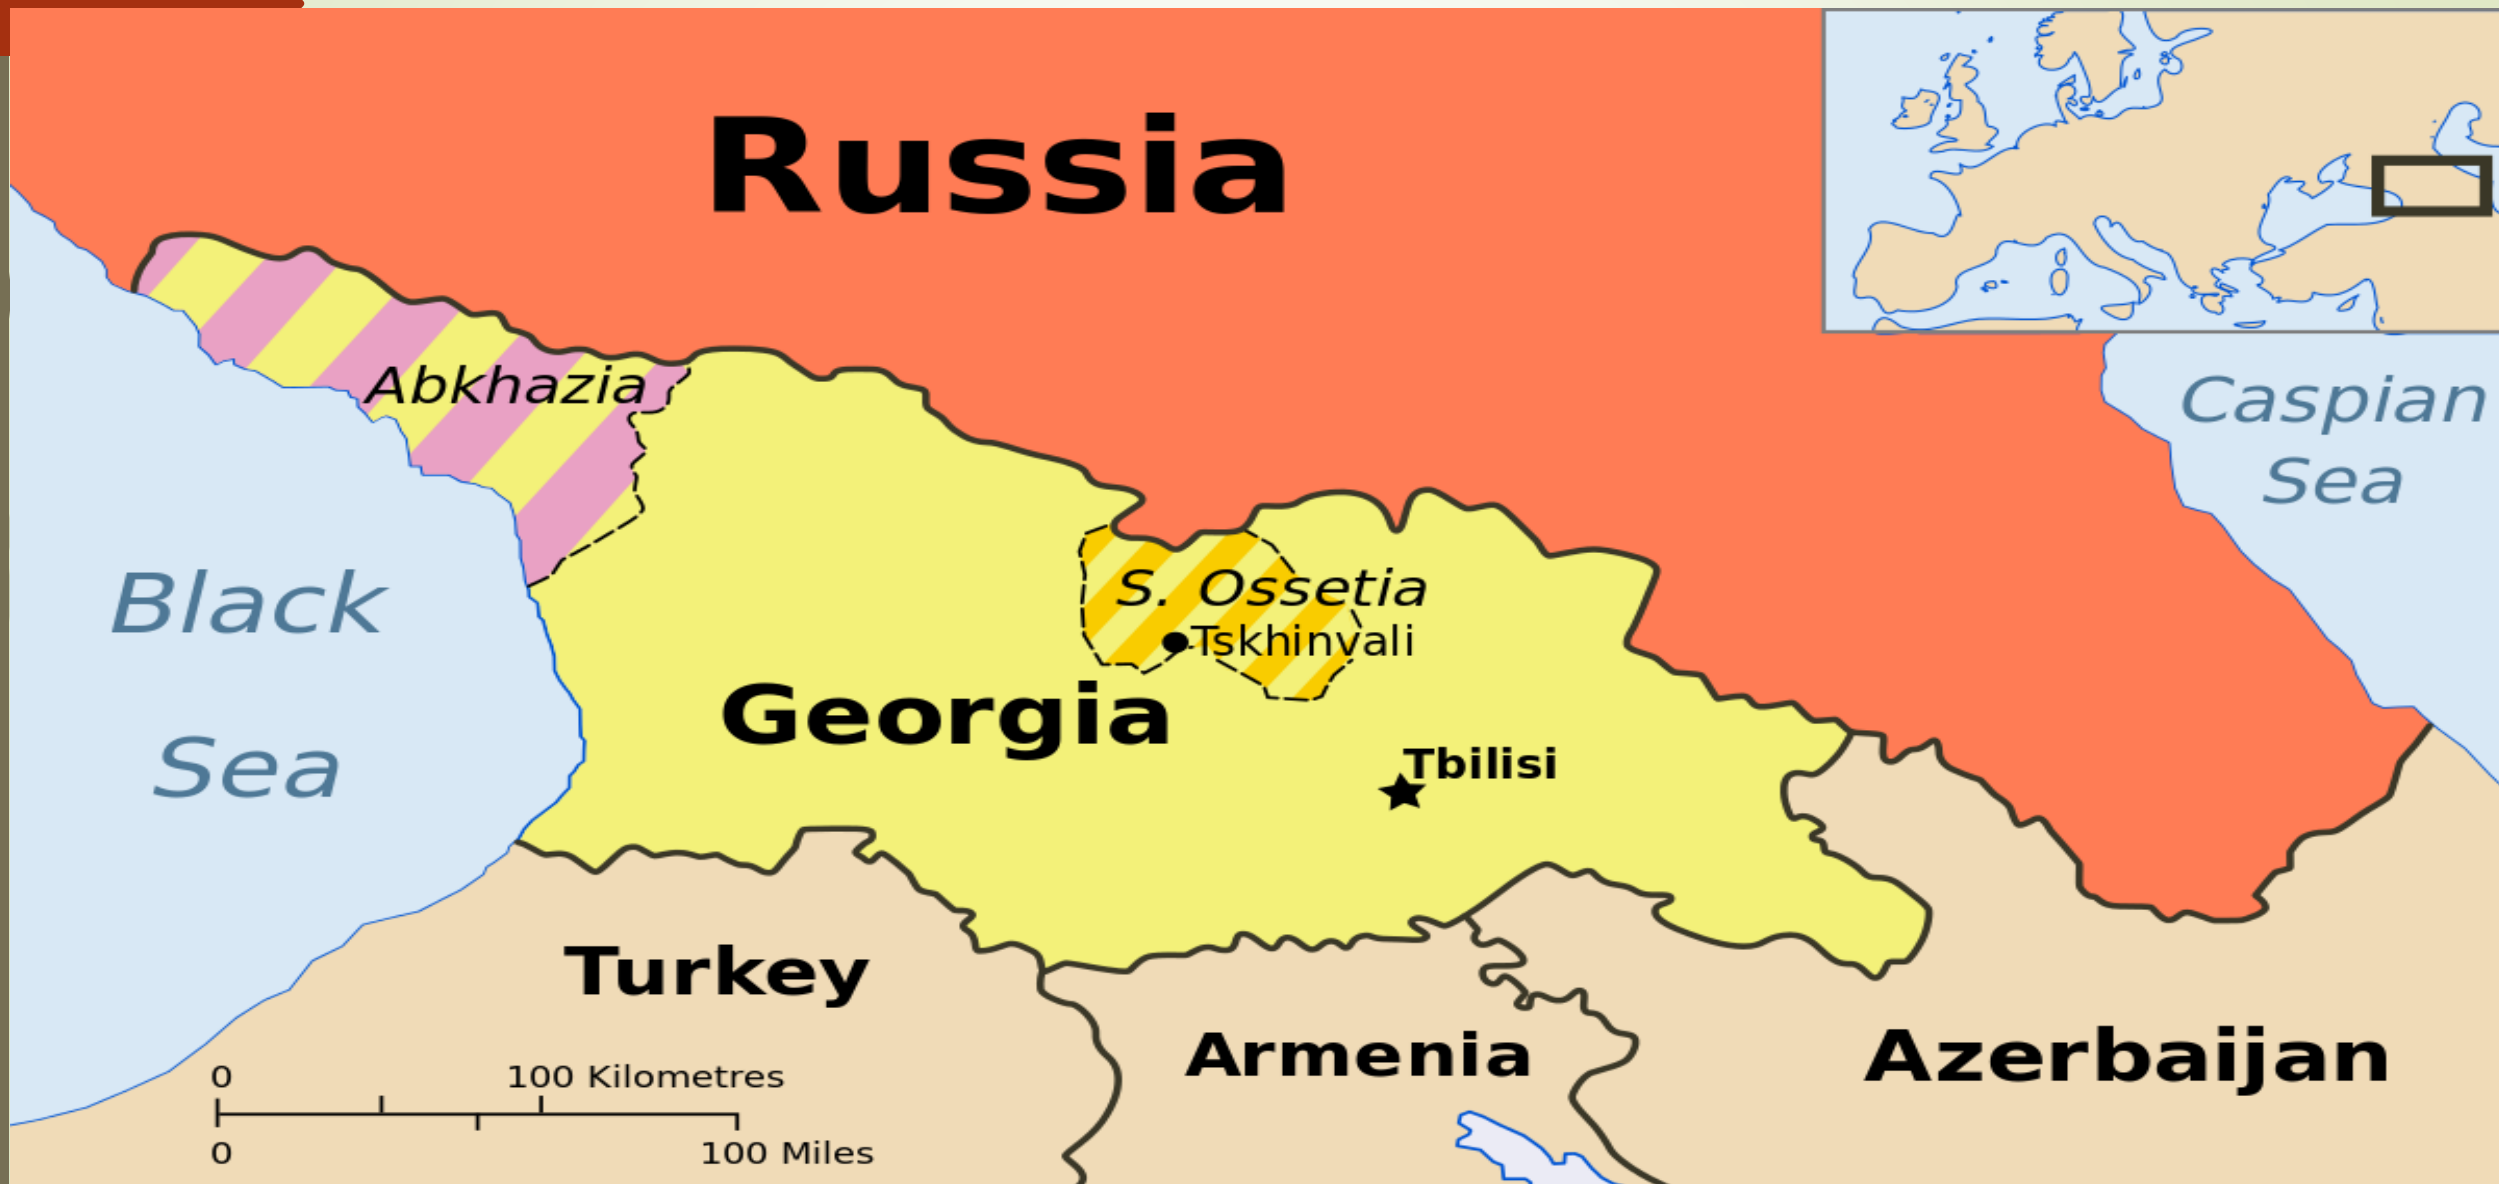 Russia
Abkhazia
Caspian
Sea
Black
Sea
S. Ossetia
Tskhinvali
Georgia
Tbilisi
Turkey
Armenia
Azerbaijan
0
100 Kilometres
0
100 Miles